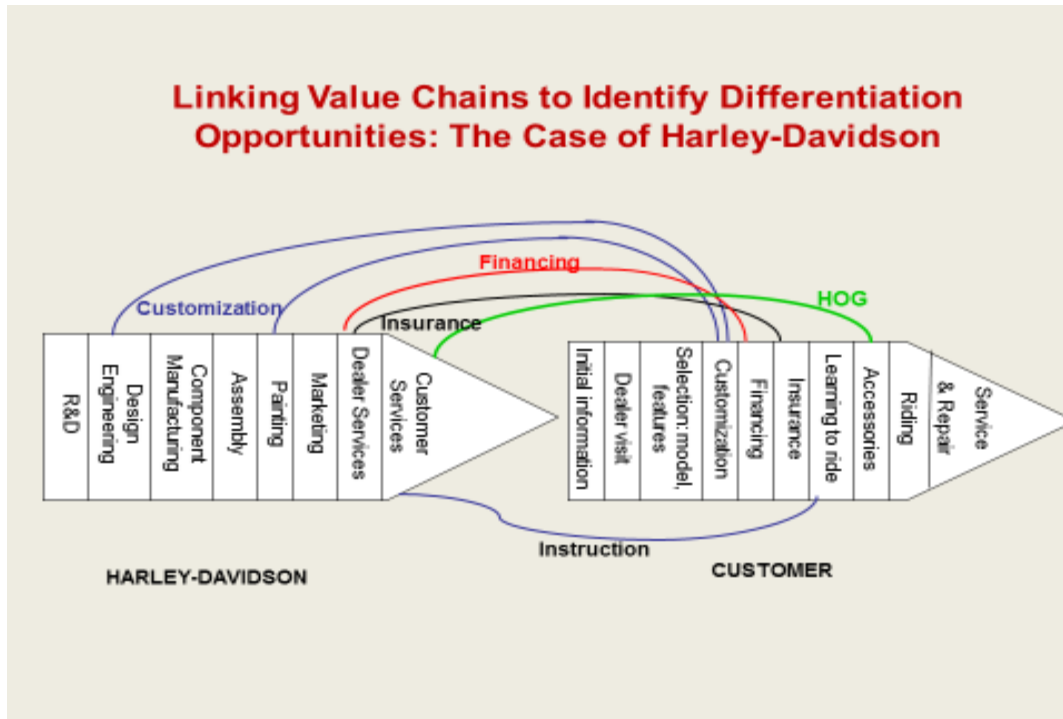 Linking Value Chains to Identify Differentiation
Opportunities: The Case of Harley-Davidson
Financing
HOG
Customization
Insurance
R&D
Design
Engineering
Component
Manufacturing
Assembly
Painting
Marketing
Dealer Services
Customer
Services
Initial information
Dealer visit
Selection: model,
features
Customization
Financing
Insurance
Learning to ride
Accessories
Riding
Service
& Repair
Instruction
HARLEY-DAVIDSON
CUSTOMER